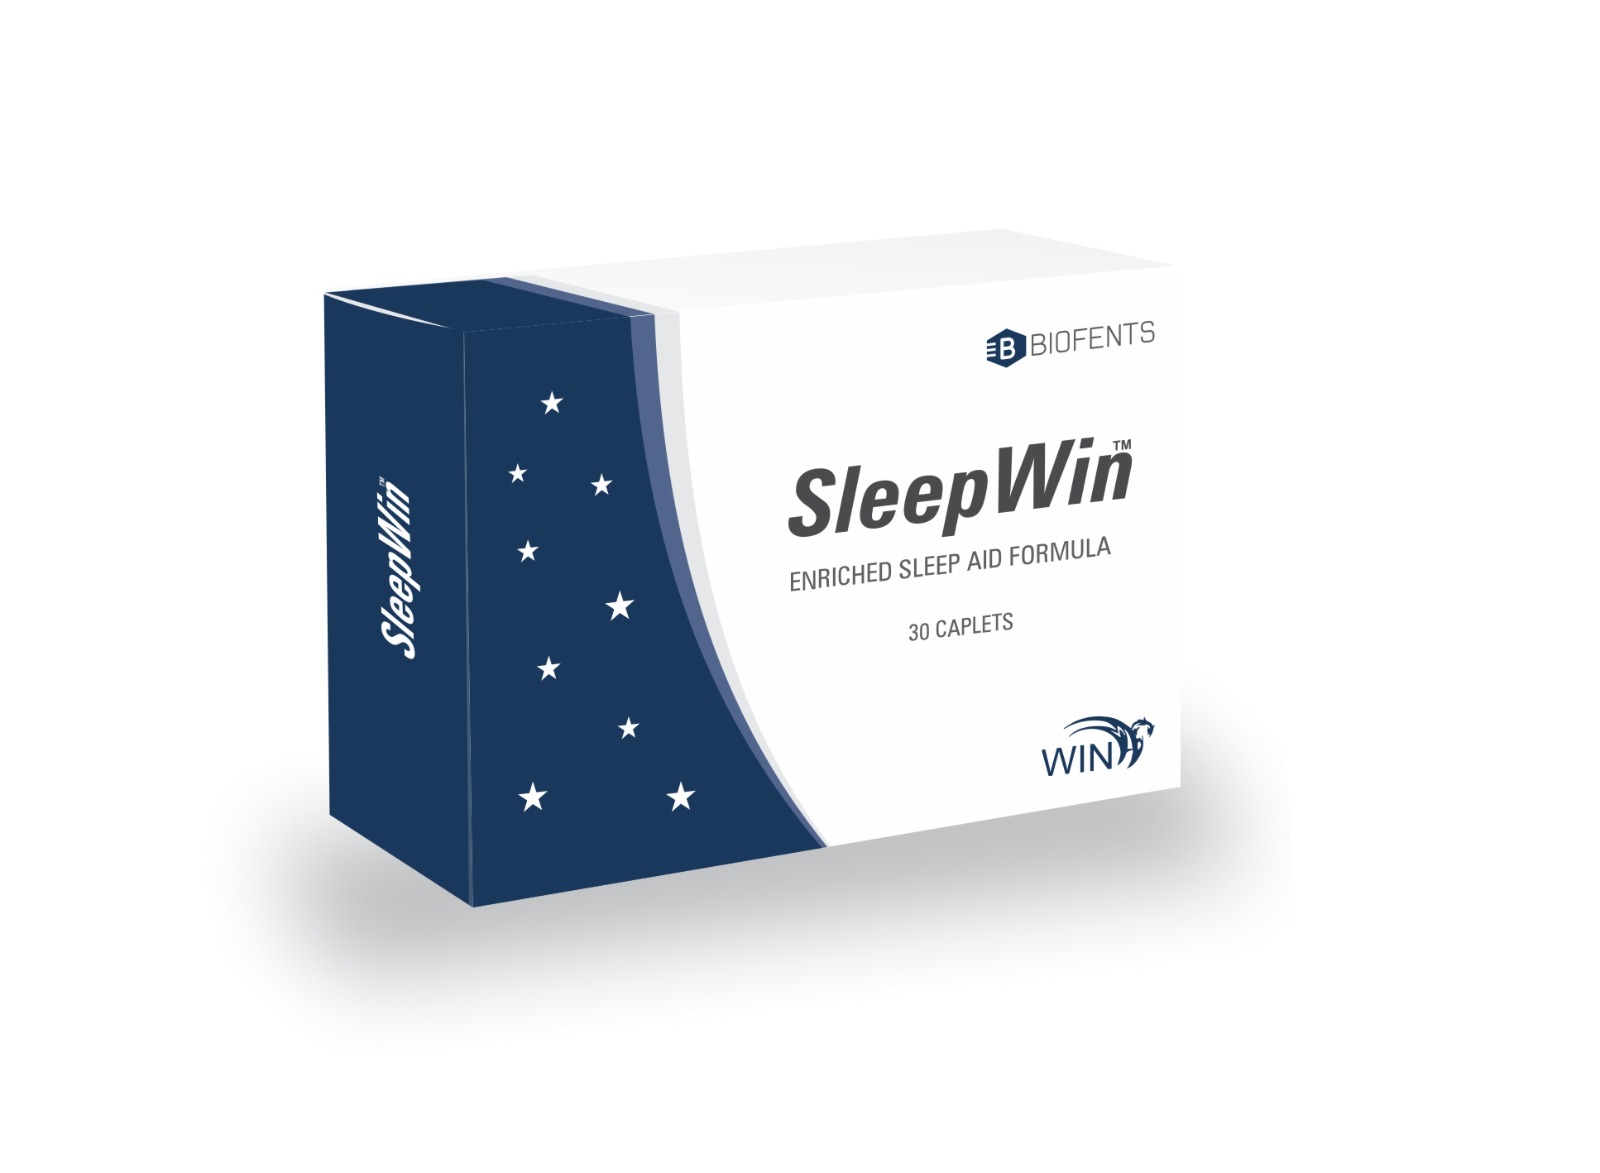 SleepWin™
B BIOFENTS
SleepWin™
ENRICHED SLEEP AID FORMULA
30 CAPLETS
WIN